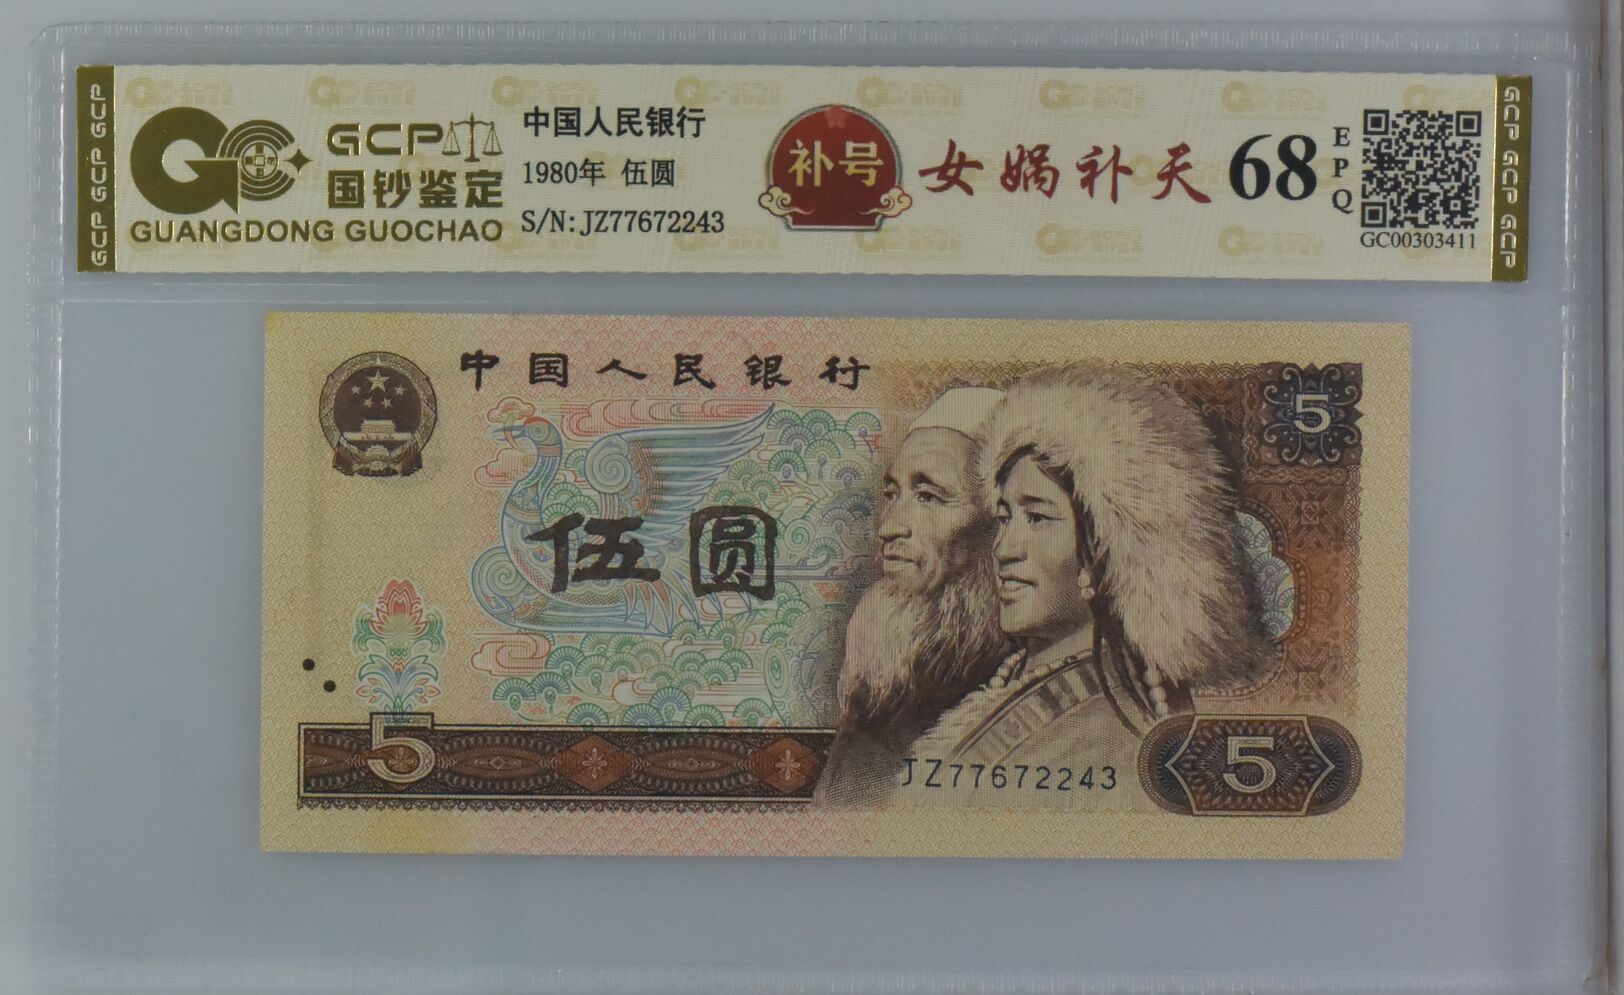 GCP GCP GCP
GCP
国钞鉴定
GUANGDONG GUOCHAO
中国人民银行
1980年 伍圆
S/N:JZ77672243
补号
女娲补天
68
EPQ
GC00303411
GCP GCP GCP
中国人民银行
5
伍圆
5
JZ77672243
5